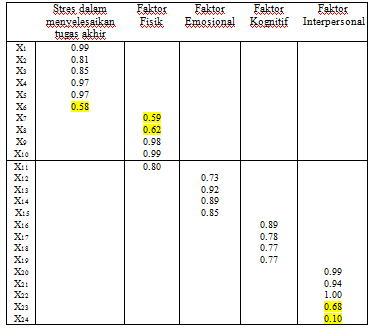 Stres dalam menyelesaikan tugas akhir Faktor Fisik Faktor Emosional Faktor Kognitif Faktor Interpersonal
X1 0.99
X2 0.81
X3 0.85
X4 0.97
X5 0.97
X6 0.58
X7 0.59
X8 0.62
X9 0.98
X10 0.99
X11 0.80
X12 0.73
X13 0.92
X14 0.89
X15 0.85
X16 0.89
X17 0.78
X18 0.77
X19 0.77
X20 0.99
X21 0.94
X22 1.00
X23 0.68
X24 0.10